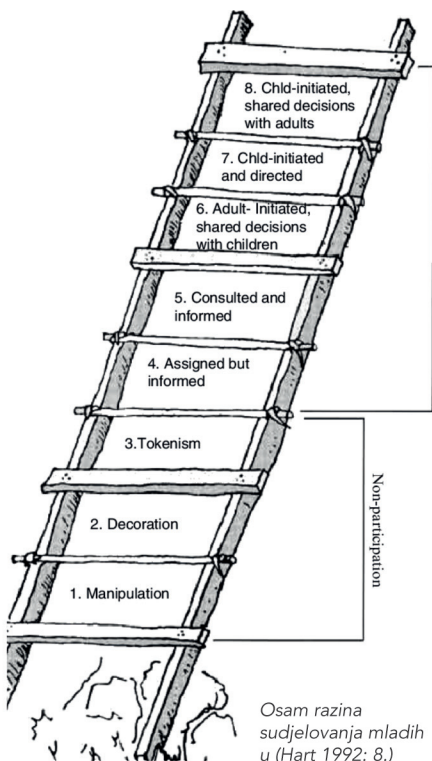 8. Chld-initiated,
shared decisions
with adults
7. Chld-initiated
and directed
6. Adult- Initiated,
shared decisions
with children
5. Consulted and
informed
4. Assigned but
informed
3.Tokenism
2. Decoration
1. Manipulation
Non-participation
Osam razina
sudjelovanja mladih
u (Hart 1992: 8.)